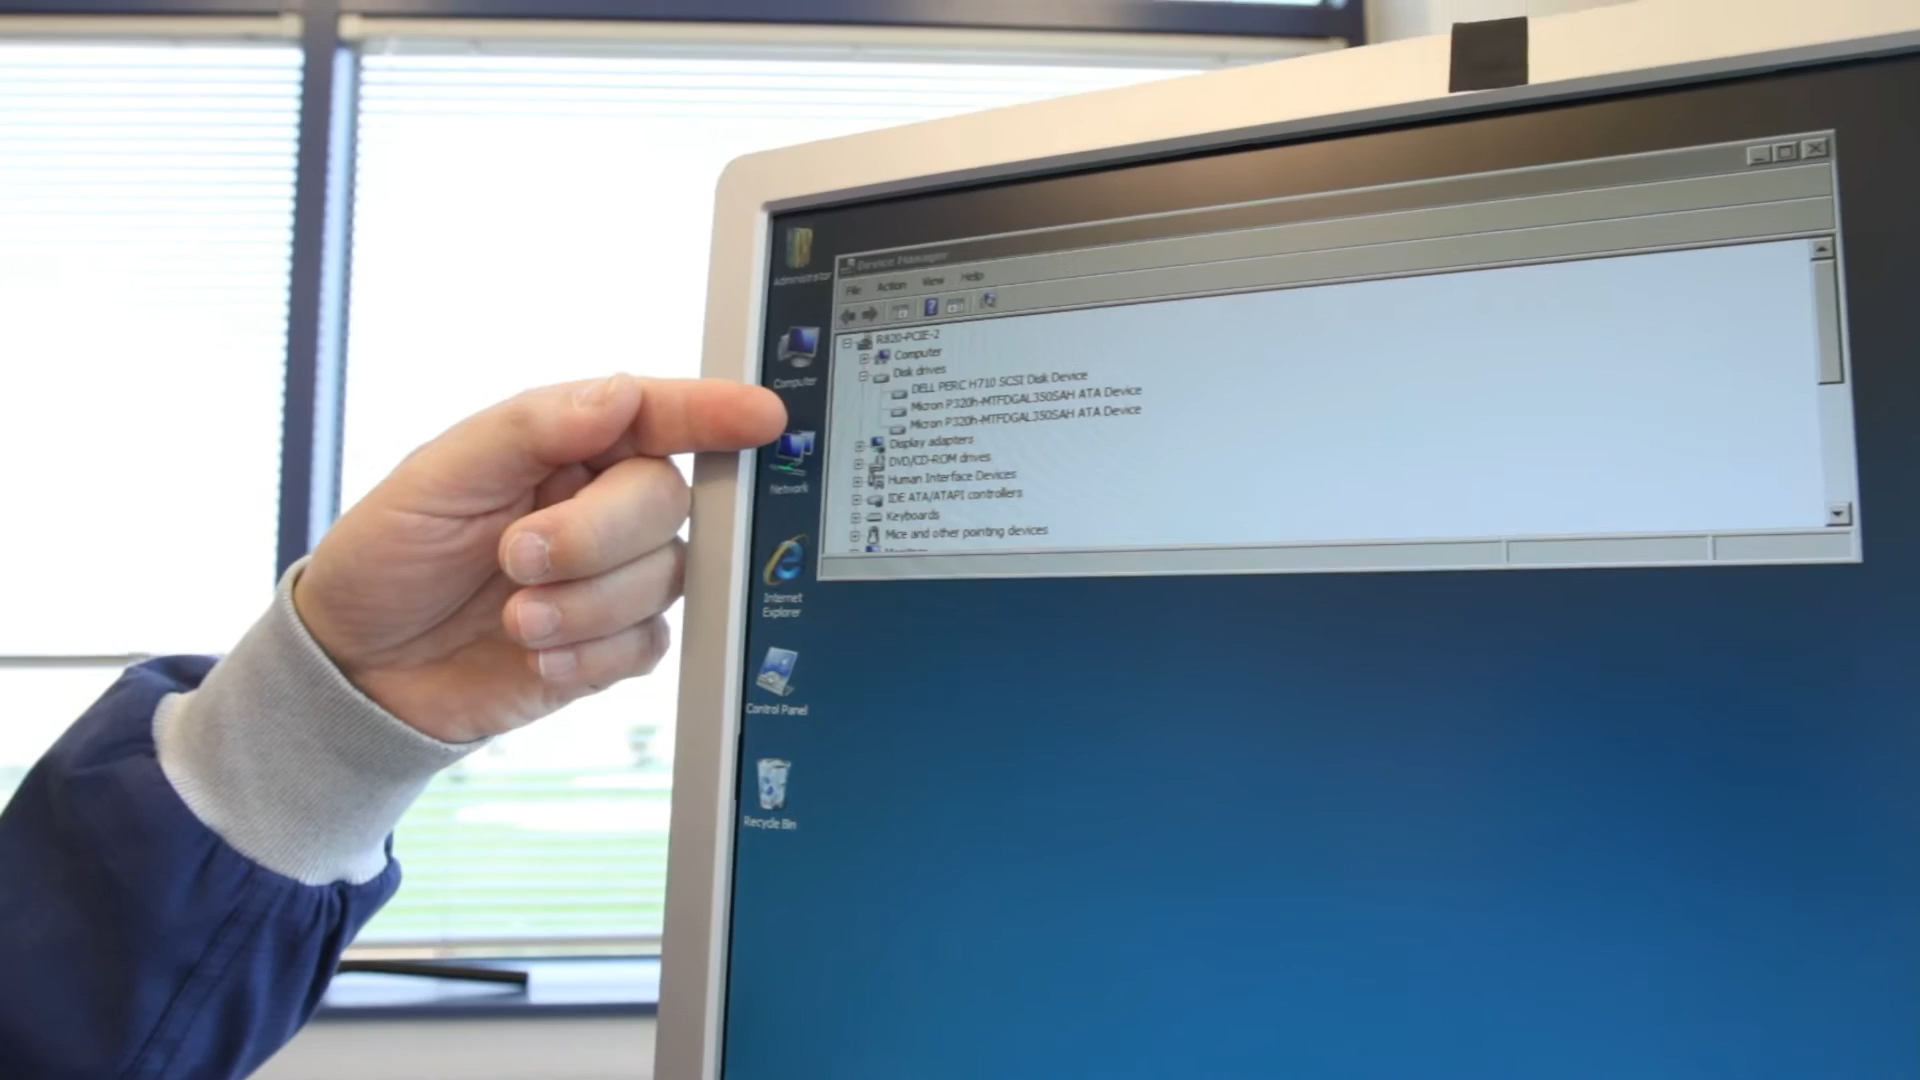 Administrator
Computer
Network
Internet
Explorer
Control Panel
Recycle Bin
Device Manager
File Action View Help
R820-PCIE-2
Computer
Disk drives
DELL PERC H710 SCSI Disk Device
Micron P320h-MTFDGAL350SAH ATA Device
Micron P320h-MTFDGAL350SAH ATA Device
Display adapters
DVD/CD-ROM drives
Human Interface Devices
IDE ATA/ATAPI controllers
Keyboards
Mice and other pointing devices